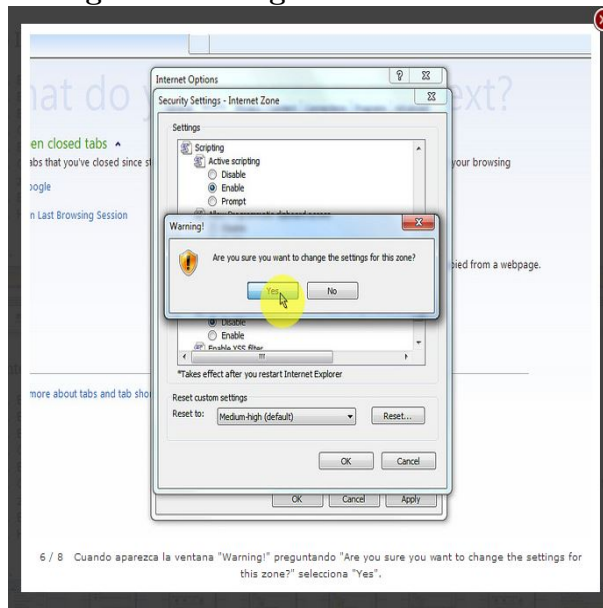 hat do y
ext?
Internet Options
Security Settings - Internet Zone
en closed tabs
abs that you've closed since st
your browsing
oogle
n Last Browsing Session
Settings
Scripting
Active scripting
Disable
Enable
Prompt
Warning!
Are you sure you want to change the settings for this zone?
Yes
No
pied from a webpage.
Disable
Enable
Enable XSS filter
*Takes effect after you restart Internet Explorer
more about tabs and tab shor
Reset custom settings
Reset to:
Medium-high (default)
Reset...
OK
Cancel
OK
Cancel
Apply
6 / 8 Cuando aparezca la ventana "Warning!" preguntando "Are you sure you want to change the settings for
this zone?" selecciona "Yes".